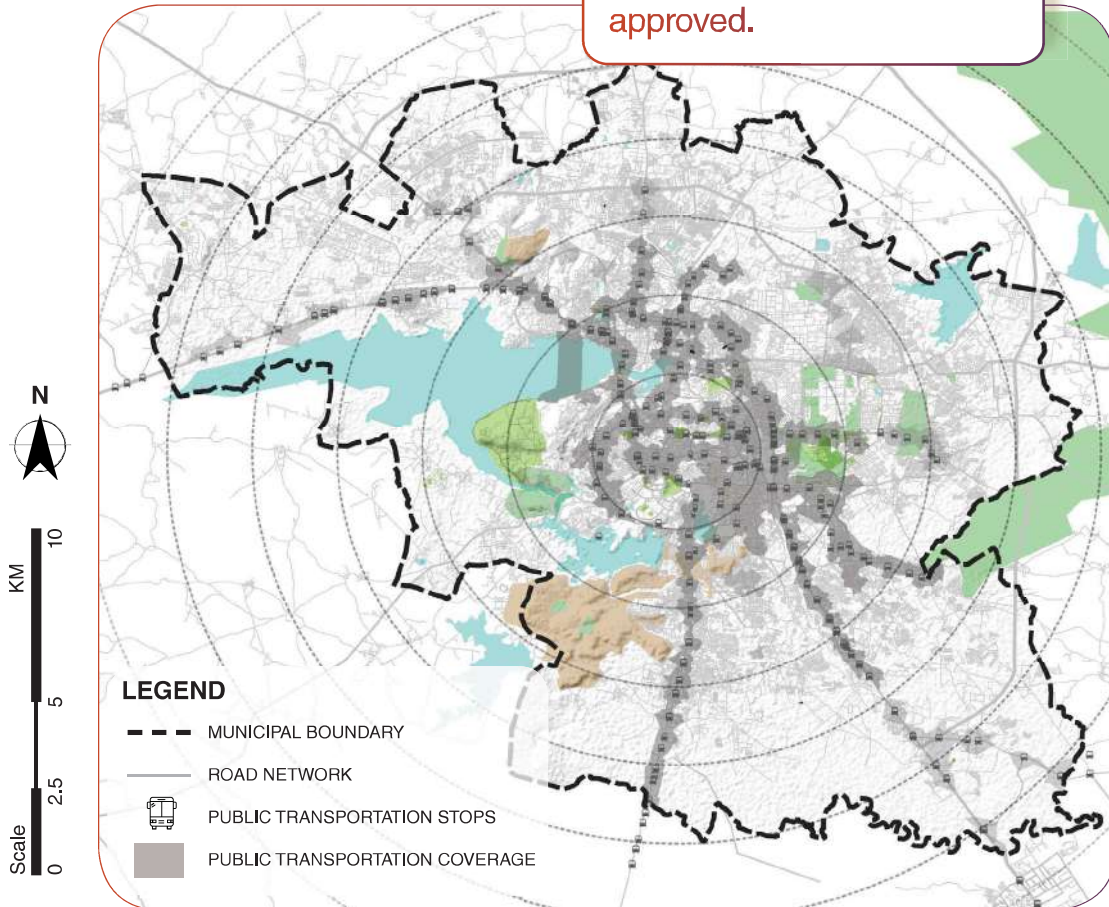 approved.
N
10
KM
5
2.5
Scale
0
LEGEND
MUNICIPAL BOUNDARY
ROAD NETWORK
PUBLIC TRANSPORTATION STOPS
PUBLIC TRANSPORTATION COVERAGE